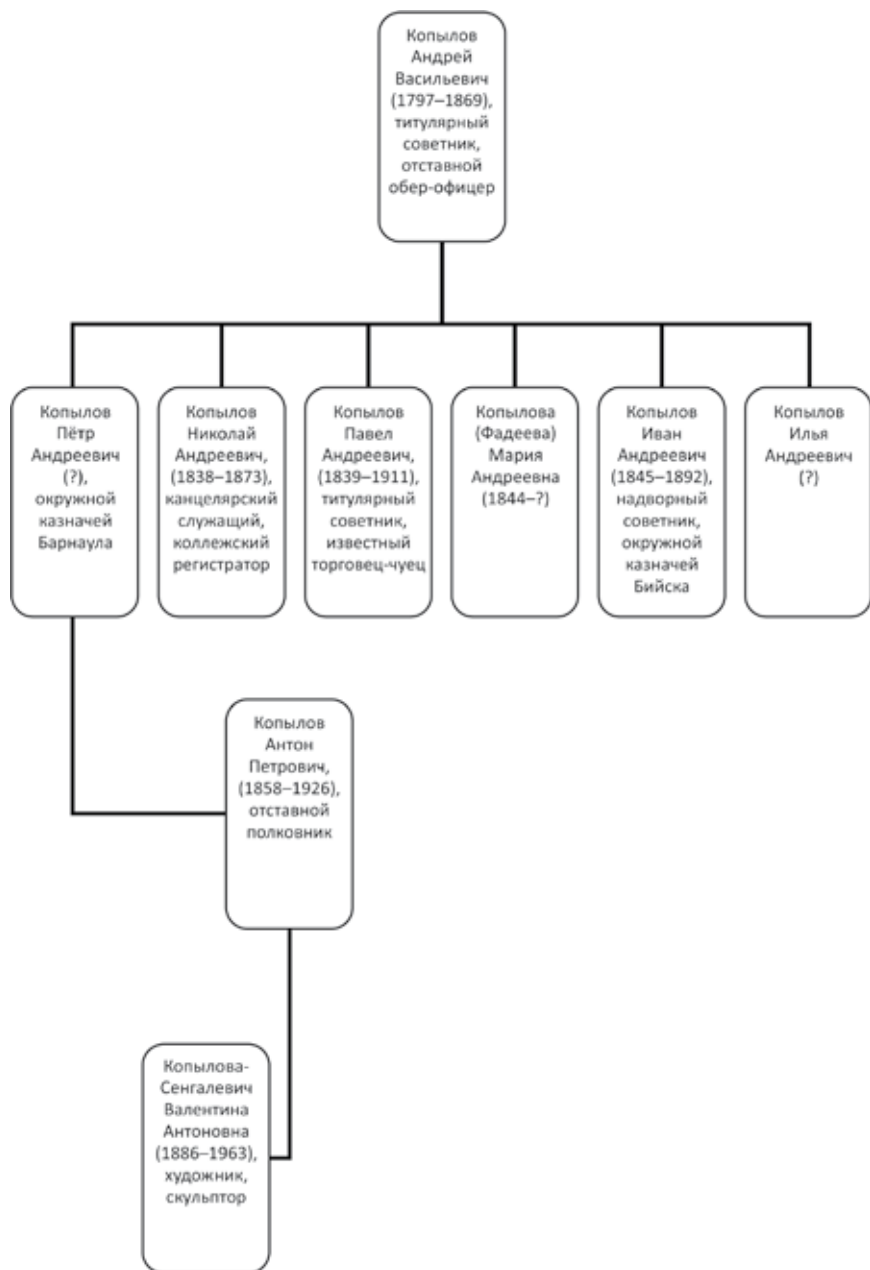 Копылов
Андрей
Васильевич
(1797–1869),
титулярный
советник,
отставной
обер-офицер
Копылов
Пётр
Андреевич
(?),
окружной
казначей
Барнаула
Копылов
Николай
Андреевич,
(1838–1873),
канцелярский
служащий,
коллежский
регистратор
Копылов
Павел
Андреевич,
(1839–1911),
титулярный
советник,
известный
торговец-чуец
Копылова
(Фадеева)
Мария
Андреевна
(1844–?)
Копылов
Иван
Андреевич
(1845–1892),
надворный
советник,
окружной
казначей
Бийска
Копылов
Илья
Андреевич
(?)
Копылов
Антон
Петрович,
(1858–1926),
отставной
полковник
Копылова-
Сенгалевич
Валентина
Антоновна
(1886–1963),
художник,
скульптор